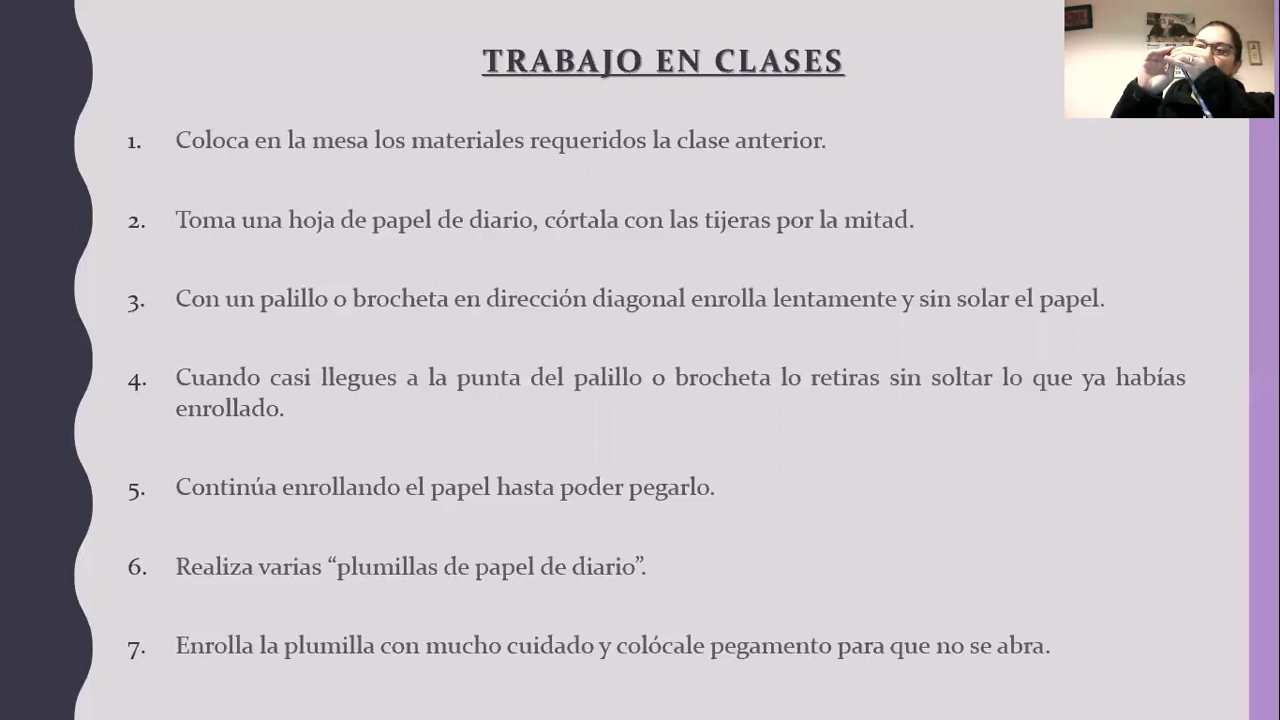 TRABAJO EN CLASES
1. Coloca en la mesa los materiales requeridos la clase anterior.
2. Toma una hoja de papel de diario, córtala con las tijeras por la mitad.
3. Con un palillo o brocheta en dirección diagonal enrolla lentamente y sin solar el papel.
4. Cuando casi llegues a la punta del palillo o brocheta lo retiras sin soltar lo que ya habías
enrollado.
5. Continúa enrollando el papel hasta poder pegarlo.
6. Realiza varias “plumillas de papel de diario”.
7. Enrolla la plumilla con mucho cuidado y colócale pegamento para que no se abra.